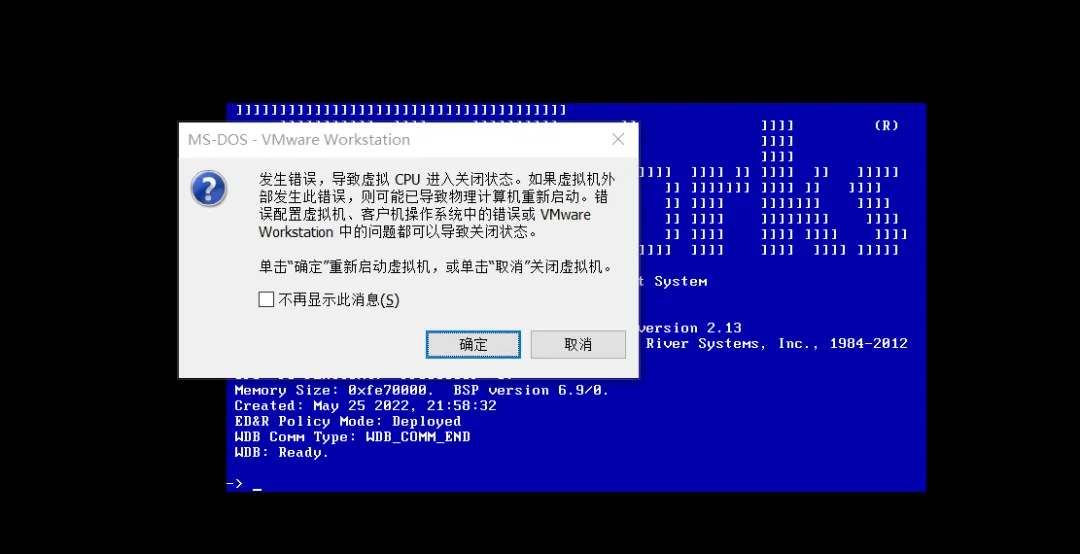 ]]]]]]]]]]]]]]]]]]]]]]]]]]]]]]]]]]]]]]
]]]] (R)
MS-DOS - VMware Workstation
]]]]
]]]]
发生错误，导致虚拟 CPU 进入关闭状态。如果虚拟机外
]]]] ]]]] ]] ]]]] ]] ]]]]]
部发生此错误，则可能已导致物理计算机重新启动。错
]] ]]]]]]] ]]]] ]] ]]]]
误配置虚拟机、客户机操作系统中的错误或 VMware
]] ]]]] ]]]]]]] ]]]]
Workstation 中的问题都可以导致关闭状态。
]] ]]]] ]]]]]]]] ]]]]
]] ]]]] ]]]] ]]]] ]]]]
]]]] ]]]] ]]]] ]]]] ]]]]]
单击“确定”重新启动虚拟机，或单击“取消”关闭虚拟机。
t System
不再显示此消息(S)
version 2.13
确定 取消
River Systems, Inc., 1984-2012
Memory Size: 0xfe70000. BSP version 6.9/0.
Created: May 25 2022, 21:58:32
ED&R Policy Mode: Deployed
WDB Comm Type: WDB_COMM_END
WDB: Ready.
-> _